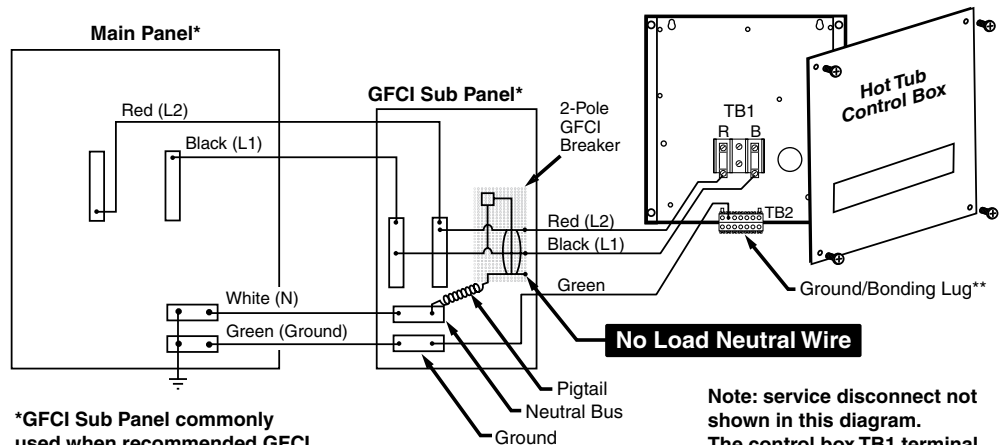 Main Panel*
Red (L2)
Black (L1)
White (N)
Green (Ground)
GFCI Sub Panel*
2-Pole
GFCI
Breaker
Red (L2)
Black (L1)
Green
No Load Neutral Wire
Pigtail
Neutral Bus
Ground
TB1
R B
TB2
Hot Tub
Control Box
Ground/Bonding Lug**
*GFCI Sub Panel commonly
used when recommended GFCI
Note: service disconnect not
shown in this diagram.
The control box TB1 terminal